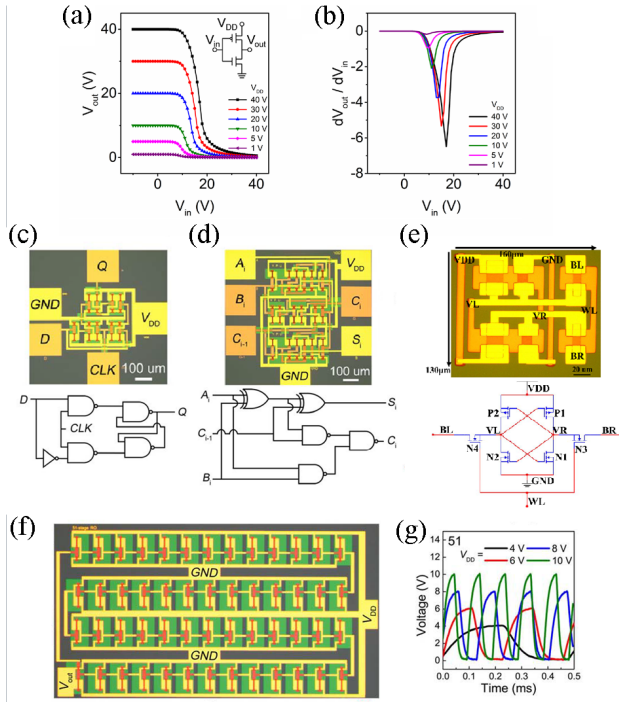 (a)
V_DD
V_in
V_out
V_DD
40 V
30 V
20 V
10 V
5 V
1 V
40
20
0
V_out (V)
0
20
40
V_in (V)
(b)
0
-2
-4
-6
-8
dV_out / dV_in
V_DD
40 V
30 V
20 V
10 V
5 V
1 V
0
20
40
V_in (V)
(c)
Q
GND
V_DD
D
CLK
100 um
D
CLK
Q
(d)
A_i
V_DD
B_i
C_i
C_i-1
S_i
GND
100 um
A_i
S_i
C_i-1
C_i
B_i
(e)
160μm
VDD
GND
BL
VL
WL
VR
BR
130μm
20 um
VDD
P2
P1
BL
VL
VR
BR
N4
N3
N2
N1
GND
WL
(f)
51-stage RO
GND
V_DD
GND
V_out
(g)
51
V_DD =
4 V
8 V
6 V
10 V
14
12
10
8
6
4
2
0
Voltage (V)
0.0
0.1
0.2
0.3
0.4
0.5
Time (ms)